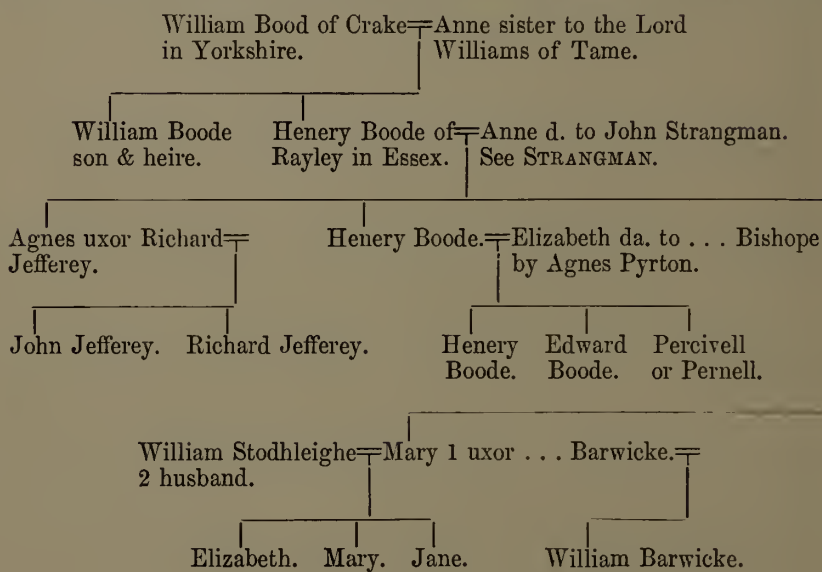 William Bood of Crake Anne sister to the Lord
in Yorkshire. Williams of Tame.
William Boode Henery Boode of Anne d. to John Strangman.
son & heire. Rayley in Essex. See STRANGMAN.
Agnes uxor Richard Henery Boode. Elizabeth da. to . . . Bishope
Jefferey. by Agnes Pyrton.
John Jefferey. Richard Jefferey. Henery Edward Percivell
Boode. Boode. or Pernell.
William Stodhleighe Mary 1 uxor . . . Barwicke.
2 husband.
Elizabeth. Mary. Jane. William Barwicke.